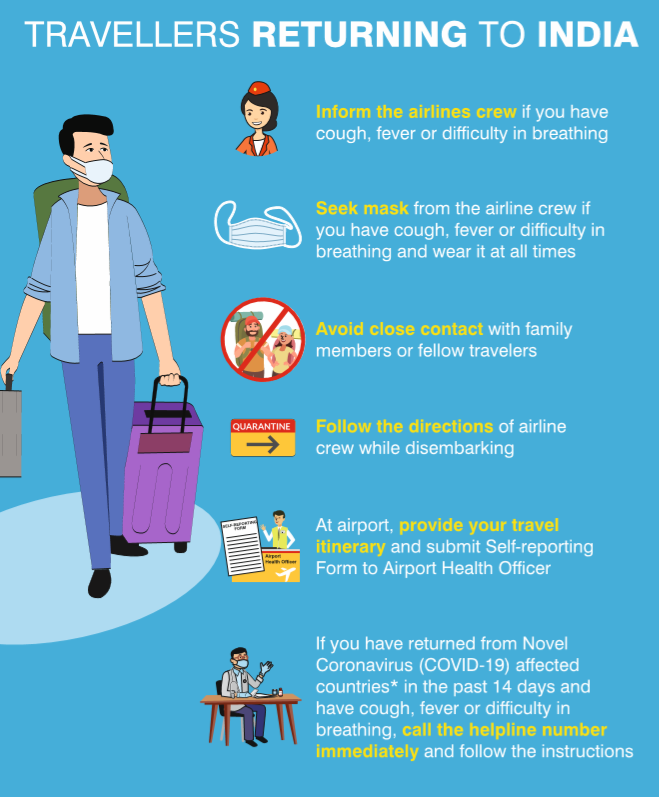 TRAVELLERS RETURNING TO INDIA
Inform the airlines crew if you have
cough, fever or difficulty in breathing
Seek mask from the airline crew if
you have cough, fever or difficulty in
breathing and wear it at all times
Avoid close contact with family
members or fellow travelers
QUARANTINE
Follow the directions of airline
crew while disembarking
SELF-REPORTING
FORM
Airport
Health Officer
At airport, provide your travel
itinerary and submit Self-reporting
Form to Airport Health Officer
If you have returned from Novel
Coronavirus (COVID-19) affected
countries* in the past 14 days and
have cough, fever or difficulty in
breathing, call the helpline number
immediately and follow the instructions